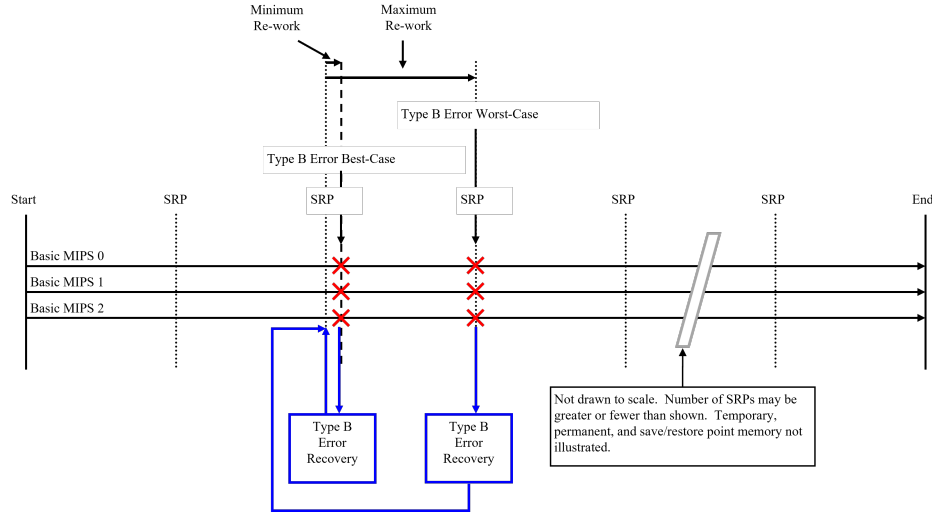 Minimum
Re-work
Maximum
Re-work
Type B Error Worst-Case
Type B Error Best-Case
Start
SRP
SRP
SRP
SRP
SRP
End
Basic MIPS 0
Basic MIPS 1
Basic MIPS 2
Not drawn to scale. Number of SRPs may be
greater or fewer than shown. Temporary,
permanent, and save/restore point memory not
illustrated.
Type B
Error
Recovery
Type B
Error
Recovery